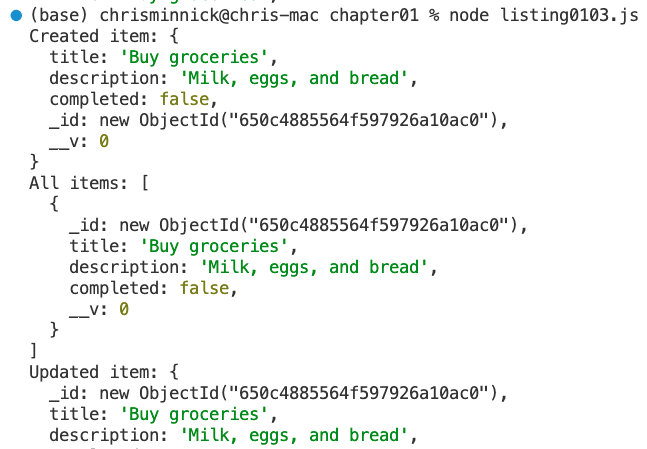 (base) chrisminnick@chris-mac chapter01 % node listing0103.js
Created item: {
  title: 'Buy groceries',
  description: 'Milk, eggs, and bread',
  completed: false,
  _id: new ObjectId("650c4885564f597926a10ac0"),
  __v: 0
}
All items: [
  {
    _id: new ObjectId("650c4885564f597926a10ac0"),
    title: 'Buy groceries',
    description: 'Milk, eggs, and bread',
    completed: false,
    __v: 0
  }
]
Updated item: {
  _id: new ObjectId("650c4885564f597926a10ac0"),
  title: 'Buy groceries',
  description: 'Milk, eggs, and bread',